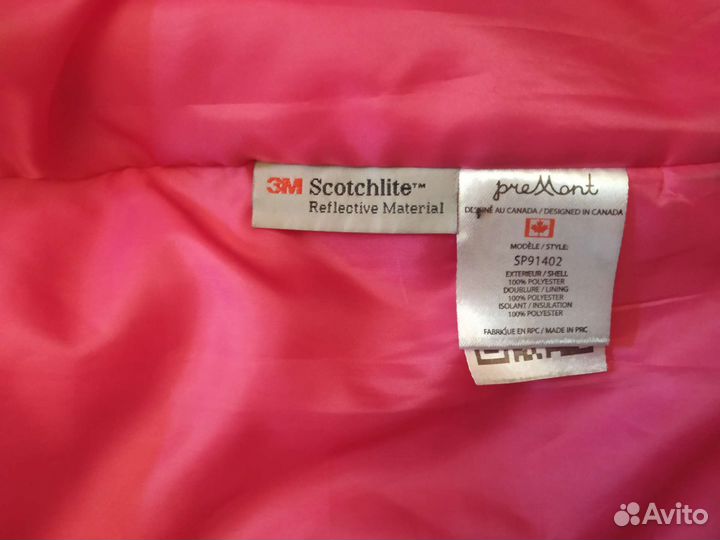 3M Scotchlite™
Reflective Material
preMont
DESSINÉ AU CANADA / DESIGNED IN CANADA
MODÈLE / STYLE:
SP91402
EXTERIEUR / SHELL
100% POLYESTER
DOUBLURE / LINING
100% POLYESTER
ISOLANT / INSULATION
100% POLYESTER
FABRIQUÉ EN RPC / MADE IN PRC
Avito